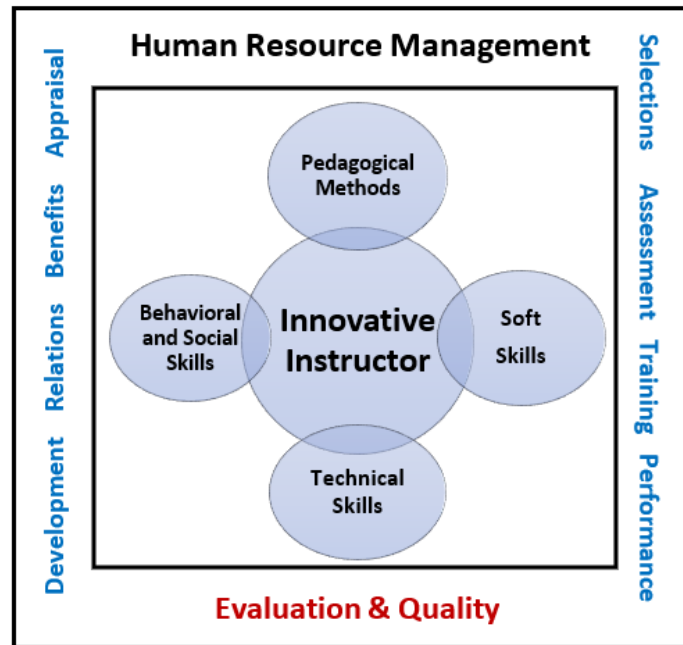 Human Resource Management
Development Relations Benefits Appraisal
Selections Assessment Training Performance
Pedagogical
Methods
Behavioral
and Social
Skills
Innovative
Instructor
Soft
Skills
Technical
Skills
Evaluation & Quality